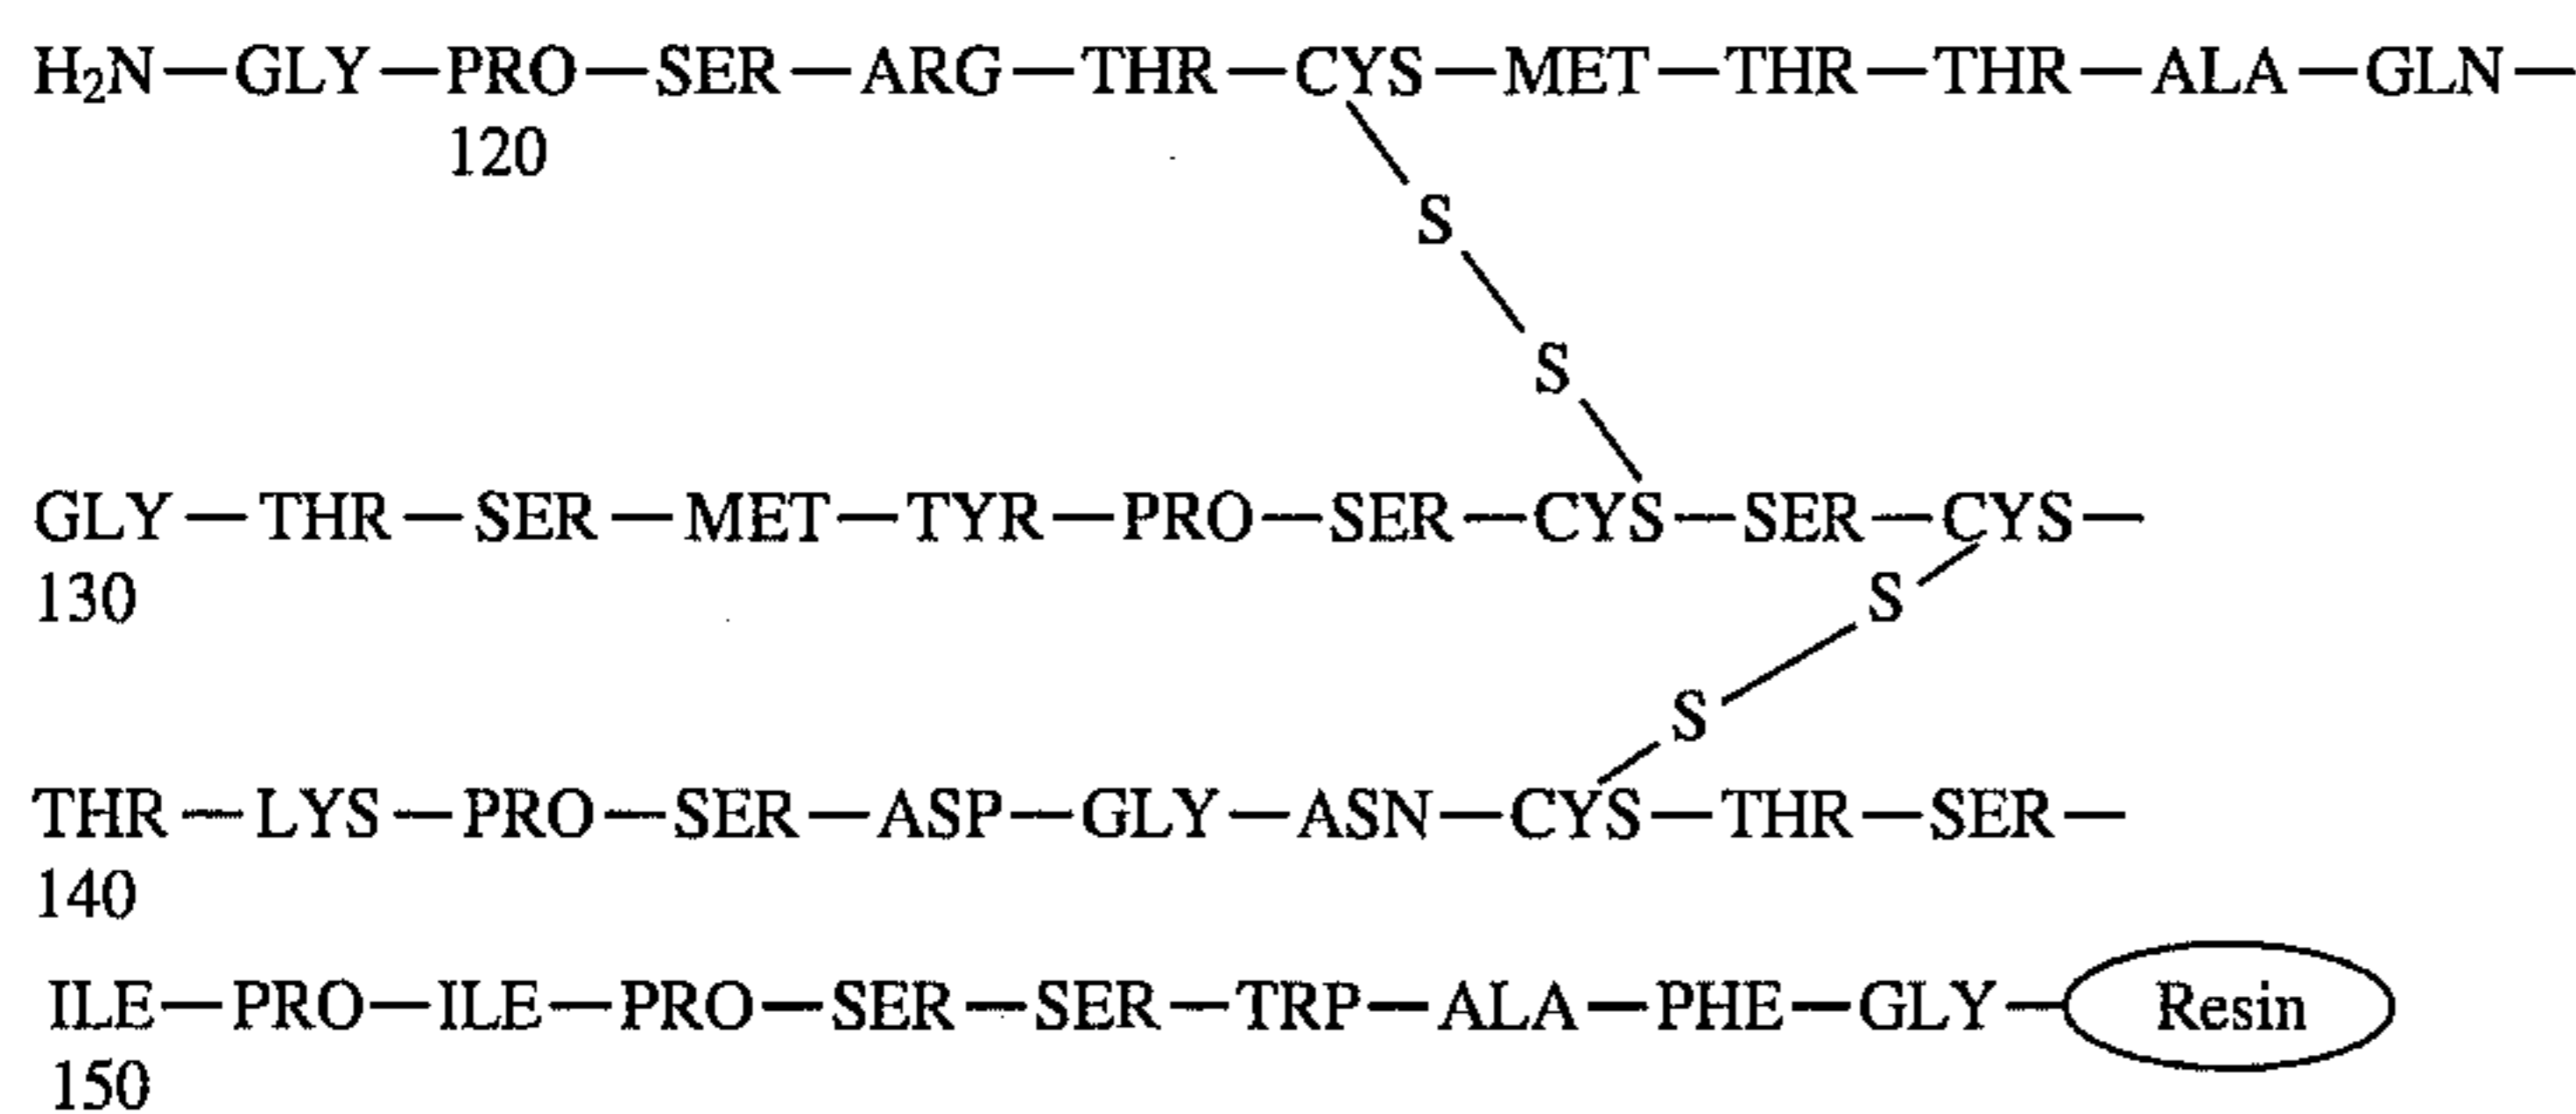 H₂N—GLY—PRO—SER—ARG—THR—CYS—MET—THR—THR—ALA—GLN—
120
S
S
GLY—THR—SER—MET—TYR—PRO—SER—CYS—SER—CYS—
130
S
S
THR—LYS—PRO—SER—ASP—GLY—ASN—CYS—THR—SER—
140
ILE—PRO—ILE—PRO—SER—SER—TRP—ALA—PHE—GLY—Resin
150